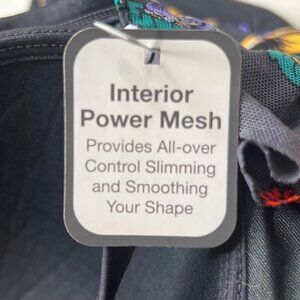 Interior
Power Mesh
Provides All-over
Control Slimming
and Smoothing
Your Shape